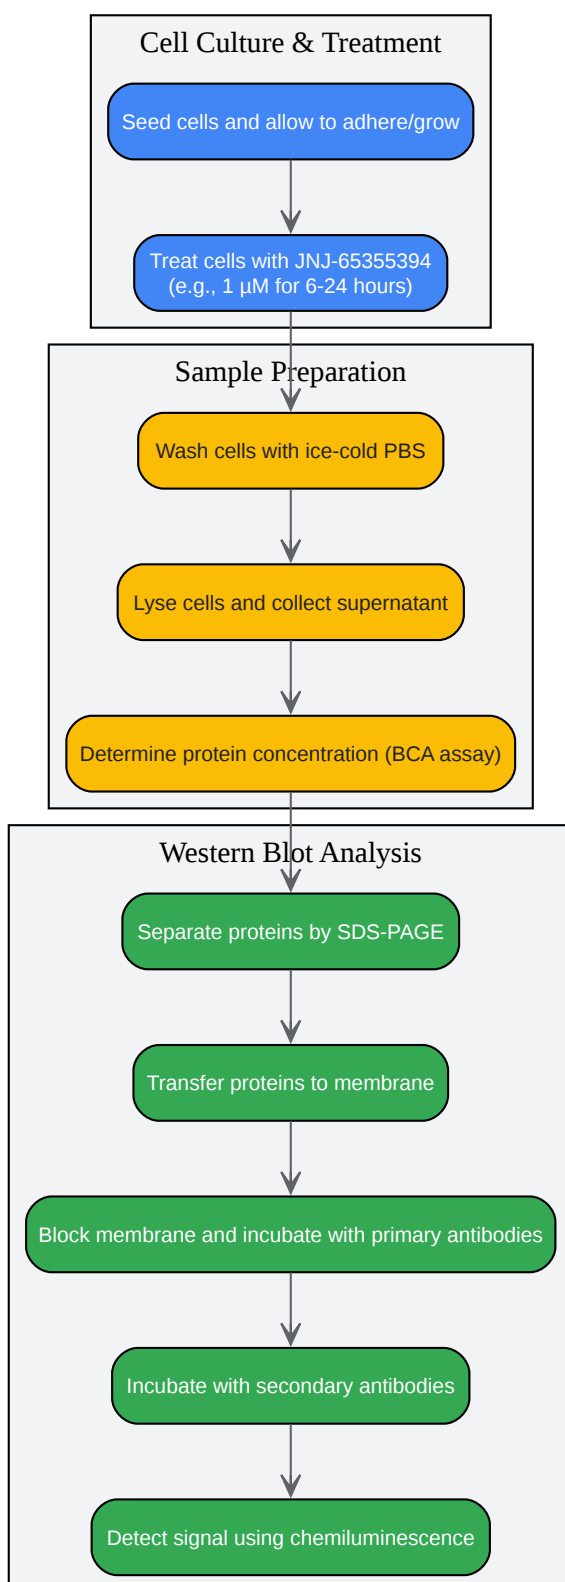 Cell Culture & Treatment
Seed cells and allow to adhere/grow
Treat cells with JNJ-65355394
(e.g., 1 µM for 6-24 hours)
Sample Preparation
Wash cells with ice-cold PBS
Lyse cells and collect supernatant
Determine protein concentration (BCA assay)
Western Blot Analysis
Separate proteins by SDS-PAGE
Transfer proteins to membrane
Block membrane and incubate with primary antibodies
Incubate with secondary antibodies
Detect signal using chemiluminescence